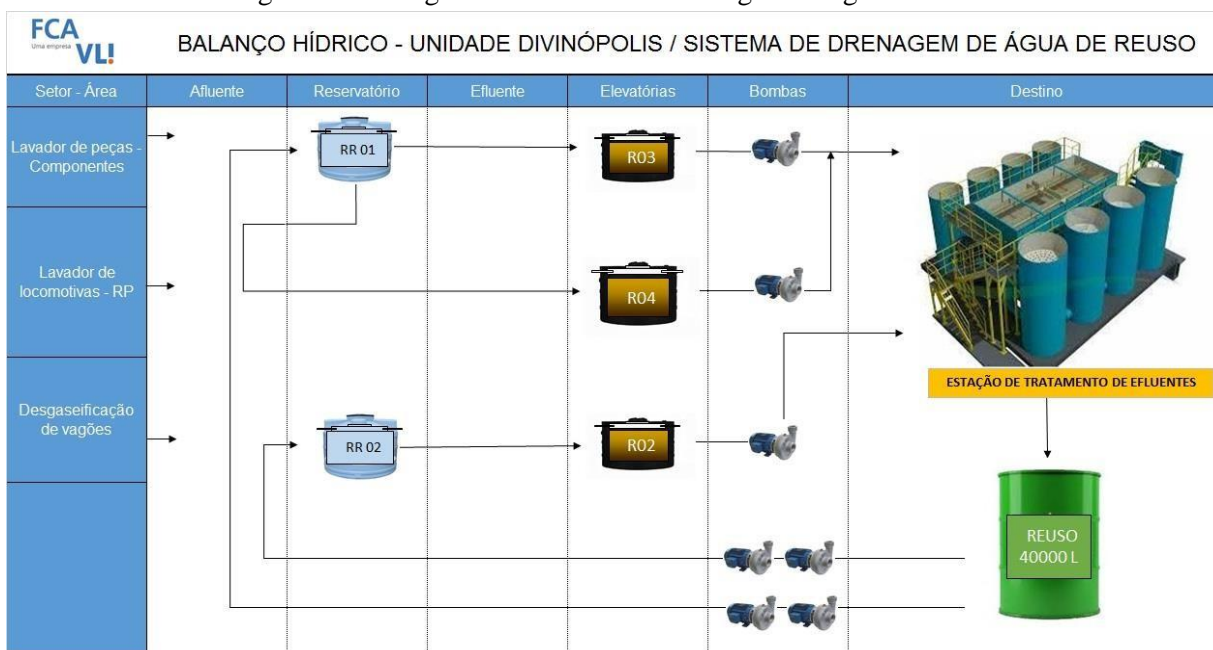 FCA
Uma empresa
VL!
BALANÇO HÍDRICO - UNIDADE DIVINÓPOLIS / SISTEMA DE DRENAGEM DE ÁGUA DE REUSO
Setor - Área
Afluente
Reservatório
Efluente
Elevatórias
Bombas
Destino
Lavador de peças -
Componentes
RR 01
R03
Lavador de
locomotivas - RP
R04
ESTAÇÃO DE TRATAMENTO DE EFLUENTES
Desgaseificação
de vagões
RR 02
R02
REUSO
40000 L